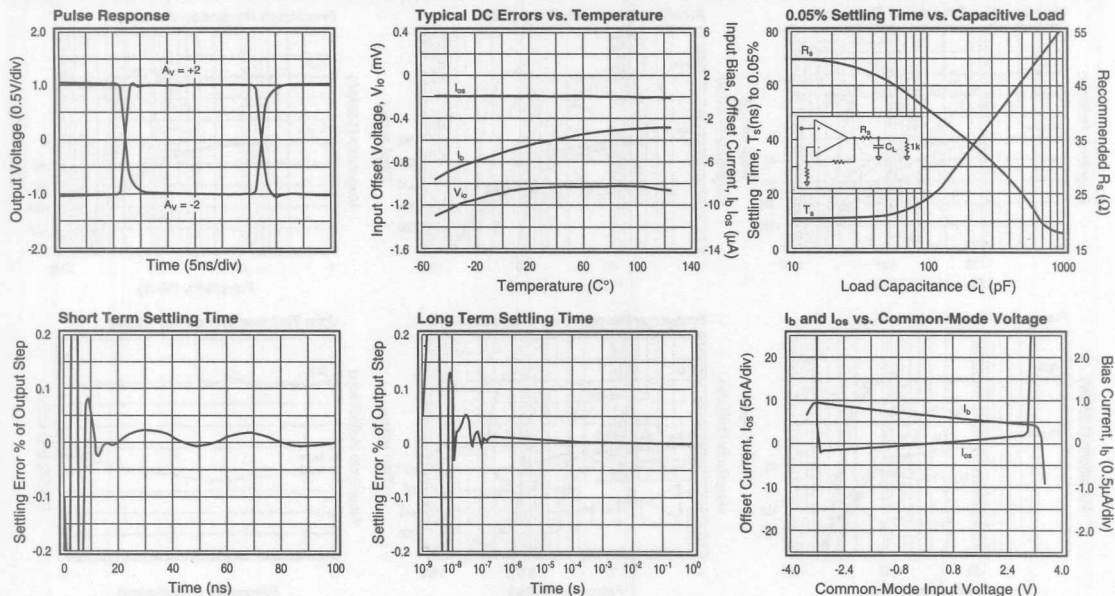 Pulse Response
Output Voltage (0.5V/div)
2.0
1.0
0
-1.0
-2.0
Av = +2
Av = -2
Time (5ns/div)
Typical DC Errors vs. Temperature
Input Offset Voltage, Vio (mV)
0.4
0
-0.4
-0.8
-1.2
-1.6
Ios
Ib
Vio
6
2
-2
-6
-10
-14
Input Bias, Offset Current, Ib Ios (µA)
-60 -20 20 60 100 140
Temperature (C°)
0.05% Settling Time vs. Capacitive Load
Settling Time, Ts(ns) to 0.05%
80
60
40
20
0
Rs
Rs
CL
1k
Ts
55
45
35
25
15
Recommended Rs (Ω)
10 100 1000
Load Capacitance CL (pF)
Short Term Settling Time
Settling Error % of Output Step
0.2
0.1
0
-0.1
-0.2
0 20 40 60 80 100
Time (ns)
Long Term Settling Time
Settling Error % of Output Step
0.2
0.1
0
-0.1
-0.2
10-9 10-8 10-7 10-6 10-5 10-4 10-3 10-2 10-1 100
Time (s)
Ib and Ios vs. Common-Mode Voltage
Offset Current, Ios (5nA/div)
20
10
0
-10
-20
Ib
Ios
2.0
1.0
0
-1.0
-2.0
Bias Current, Ib (0.5µA/div)
-4.0 -2.4 -0.8 0.8 2.4 4.0
Common-Mode Input Voltage (V)